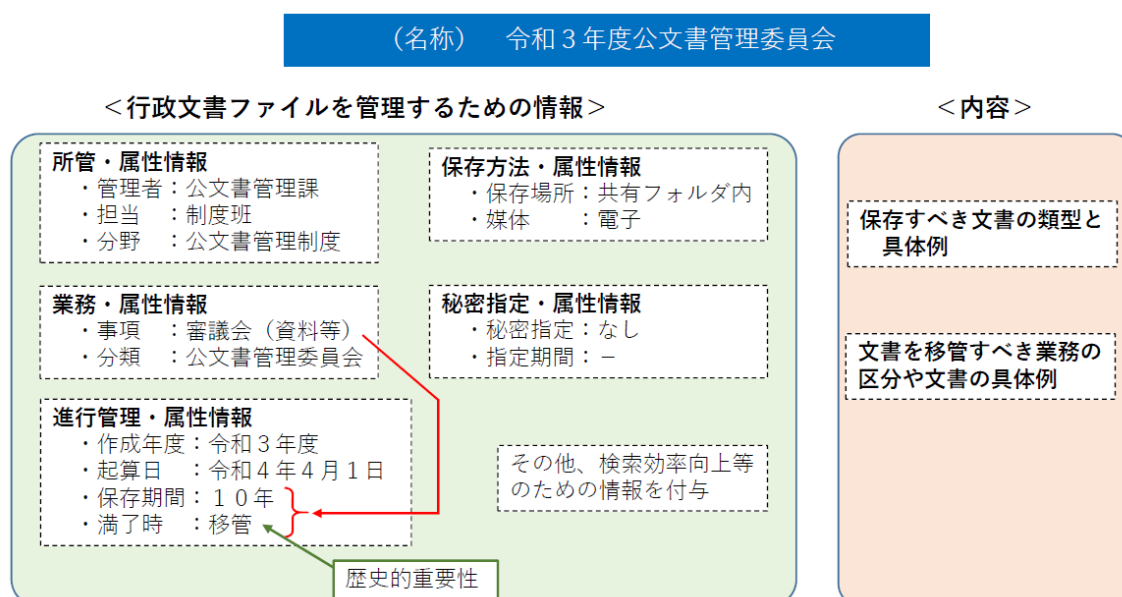 （名称）　令和３年度公文書管理委員会
＜行政文書ファイルを管理するための情報＞
所管・属性情報
・管理者：公文書管理課
・担当　：制度班
・分野　：公文書管理制度
業務・属性情報
・事項　：審議会（資料等）
・分類　：公文書管理委員会
進行管理・属性情報
・作成年度：令和３年度
・起算日　：令和４年４月１日
・保存期間：１０年
・満了時　：移管
歴史的重要性
保存方法・属性情報
・保存場所：共有フォルダ内
・媒体　　：電子
秘密指定・属性情報
・秘密指定：なし
・指定期間：－
その他、検索効率向上等
のための情報を付与
＜内容＞
保存すべき文書の類型と
具体例
文書を移管すべき業務の
区分や文書の具体例